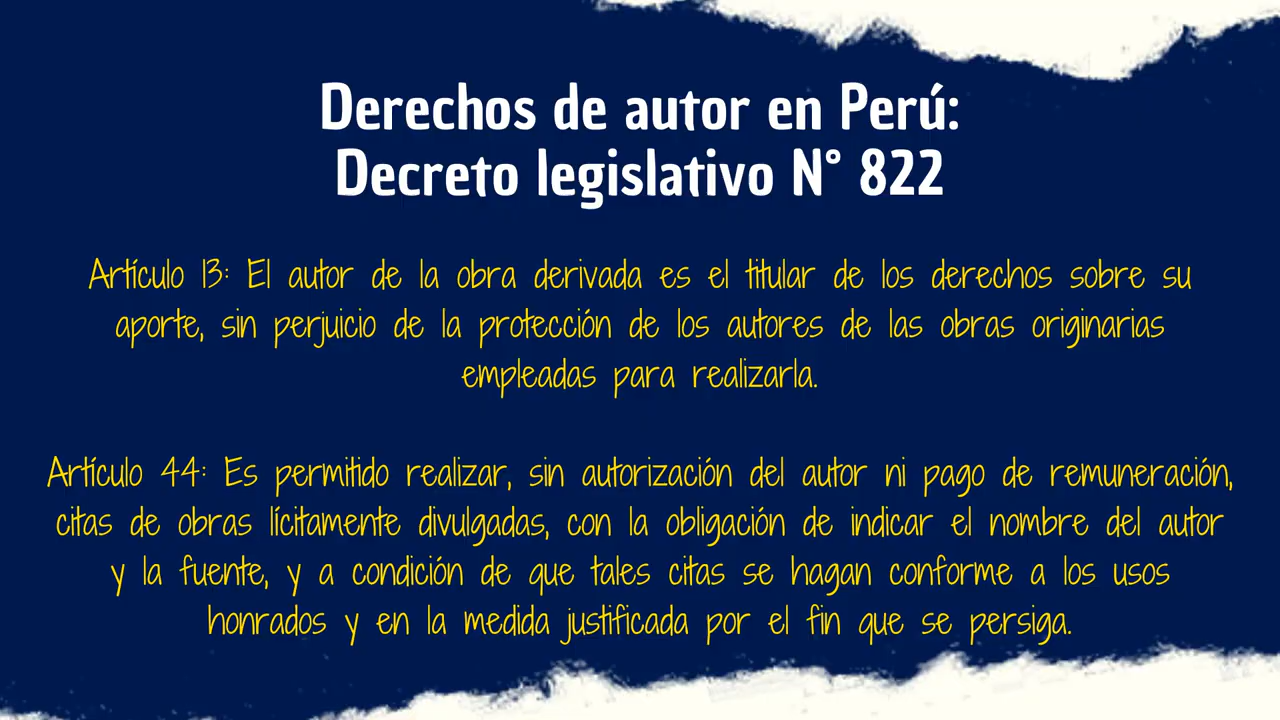 Derechos de autor en Perú:
Decreto legislativo N° 822
Artículo 13: El autor de la obra derivada es el titular de los derechos sobre su
aporte, sin perjuicio de la protección de los autores de las obras originarias
empleadas para realizarla.
Artículo 44: Es permitido realizar, sin autorización del autor ni pago de remuneración,
citas de obras lícitamente divulgadas, con la obligación de indicar el nombre del autor
y la fuente, y a condición de que tales citas se hagan conforme a los usos
honrados y en la medida justificada por el fin que se persiga.